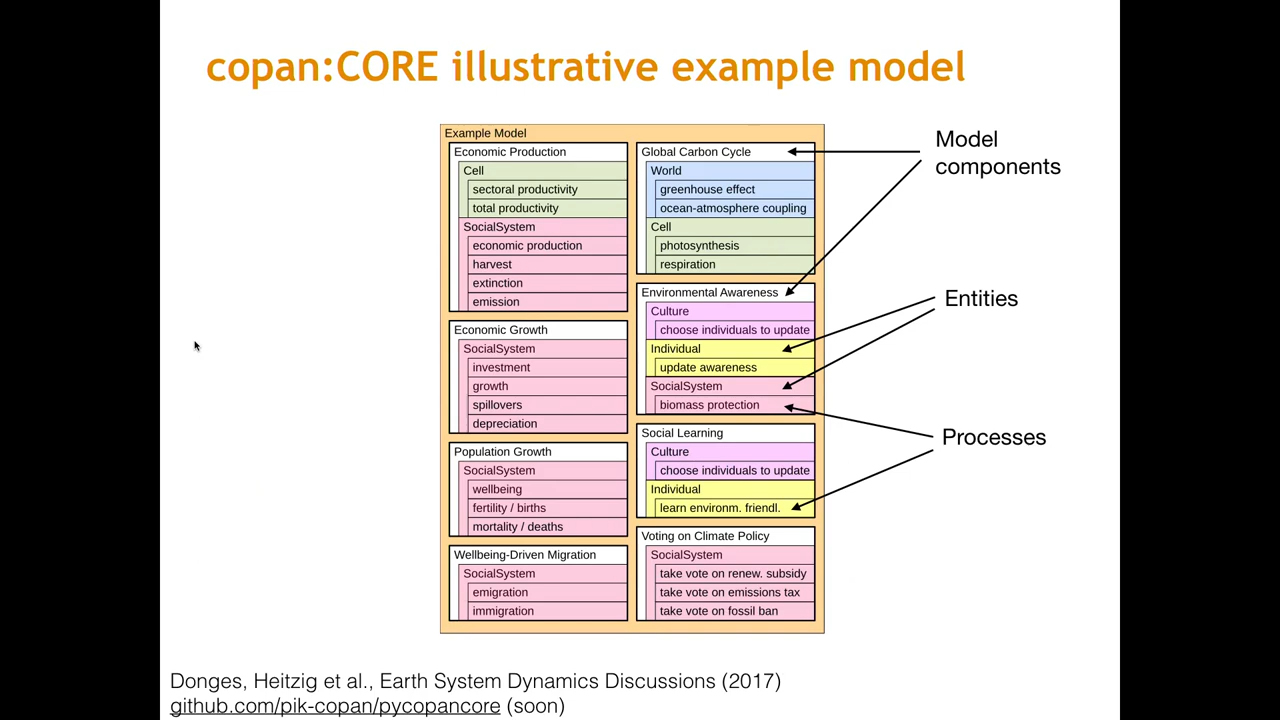 copan:CORE illustrative example model
Example Model
Economic Production
Cell
sectoral productivity
total productivity
SocialSystem
economic production
harvest
extinction
emission
Economic Growth
SocialSystem
investment
growth
spillovers
depreciation
Population Growth
SocialSystem
wellbeing
fertility / births
mortality / deaths
Wellbeing-Driven Migration
SocialSystem
emigration
immigration
Global Carbon Cycle
World
greenhouse effect
ocean-atmosphere coupling
Cell
photosynthesis
respiration
Environmental Awareness
Culture
choose individuals to update
Individual
update awareness
SocialSystem
biomass protection
Social Learning
Culture
choose individuals to update
Individual
learn environm. friendl.
Voting on Climate Policy
SocialSystem
take vote on renew. subsidy
take vote on emissions tax
take vote on fossil ban
Model
components
Entities
Processes
Donges, Heitzig et al., Earth System Dynamics Discussions (2017)
github.com/pik-copan/pycopancore (soon)